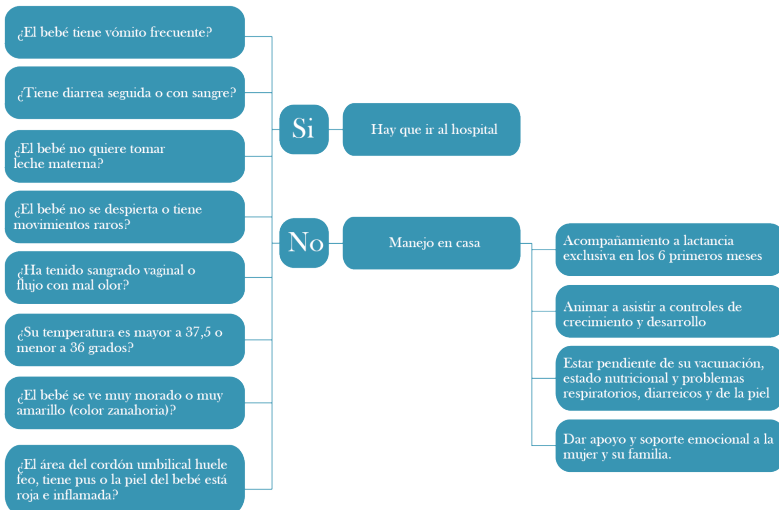 ¿El bebé tiene vómito frecuente?
¿Tiene diarrea seguida o con sangre?
¿El bebé no quiere tomar
leche materna?
¿El bebé no se despierta o tiene
movimientos raros?
¿Ha tenido sangrado vaginal o
flujo con mal olor?
¿Su temperatura es mayor a 37,5 o
menor a 36 grados?
¿El bebé se ve muy morado o muy
amarillo (color zanahoria)?
¿El área del cordón umbilical huele
feo, tiene pus o la piel del bebé está
roja e inflamada?
Si
Hay que ir al hospital
No
Manejo en casa
Acompañamiento a lactancia
exclusiva en los 6 primeros meses
Animar a asistir a controles de
crecimiento y desarrollo
Estar pendiente de su vacunación,
estado nutricional y problemas
respiratorios, diarreicos y de la piel
Dar apoyo y soporte emocional a la
mujer y su familia.